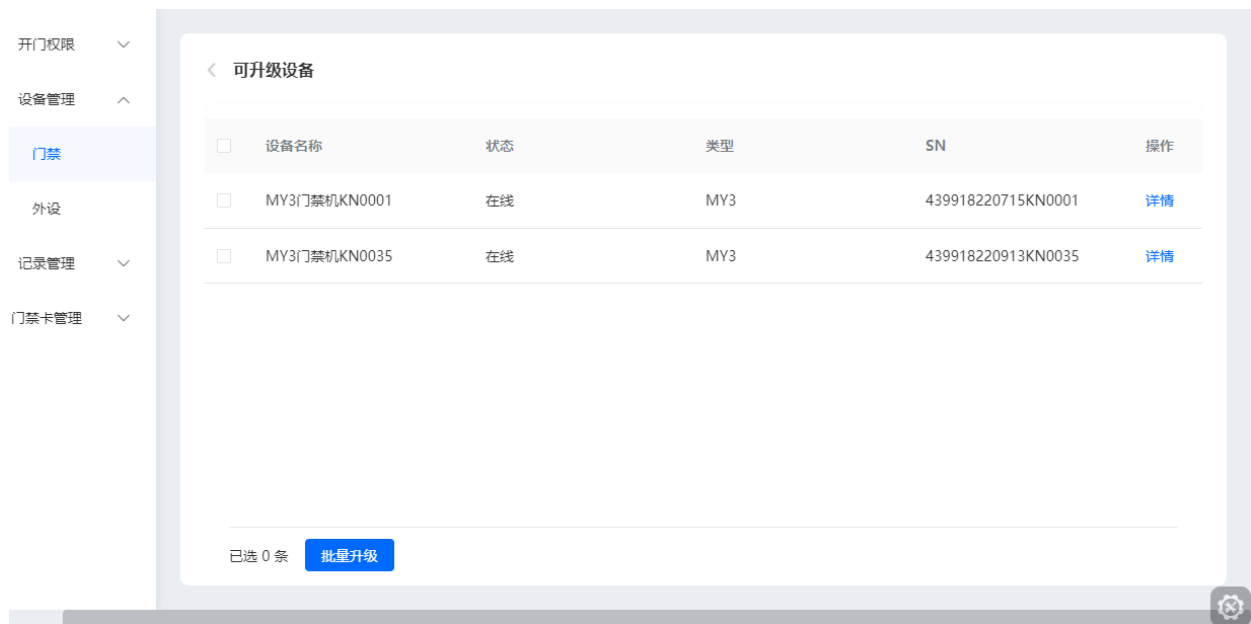 开门权限
设备管理
门禁
外设
记录管理
门禁卡管理
可升级设备
设备名称 状态 类型 SN 操作
MY3门禁机KN0001 在线 MY3 439918220715KN0001 详情
MY3门禁机KN0035 在线 MY3 439918220913KN0035 详情
已选 0 条 批量升级